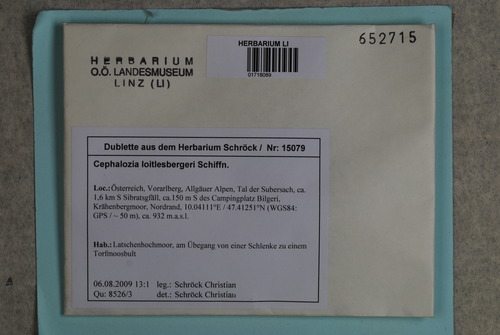 HERBARIUM
O.Ö. LANDESMUSEUM
LINZ (LI)
HERBARIUM LI
01718089
652715
Dublette aus dem Herbarium Schröck / Nr: 15079
Cephalozia loitlesbergeri Schiffn.
Loc.:Österreich, Vorarlberg, Allgäuer Alpen, Tal der Subersach, ca.
1,6 km S Sibratsgfäll, ca.150 m S des Campingplatz Bilgeri,
Krähenbergmoor, Nordrand, 10.04111°E / 47.41251°N (WGS84:
GPS / ~ 50 m), ca. 932 m.a.s.l.
Hab.: Latschenhochmoor, am Übegang von einer Schlenke zu einem
Torfmoosbult
06.08.2009 13:1 leg.: Schröck Christian
Qu: 8526/3 det.: Schröck Christian